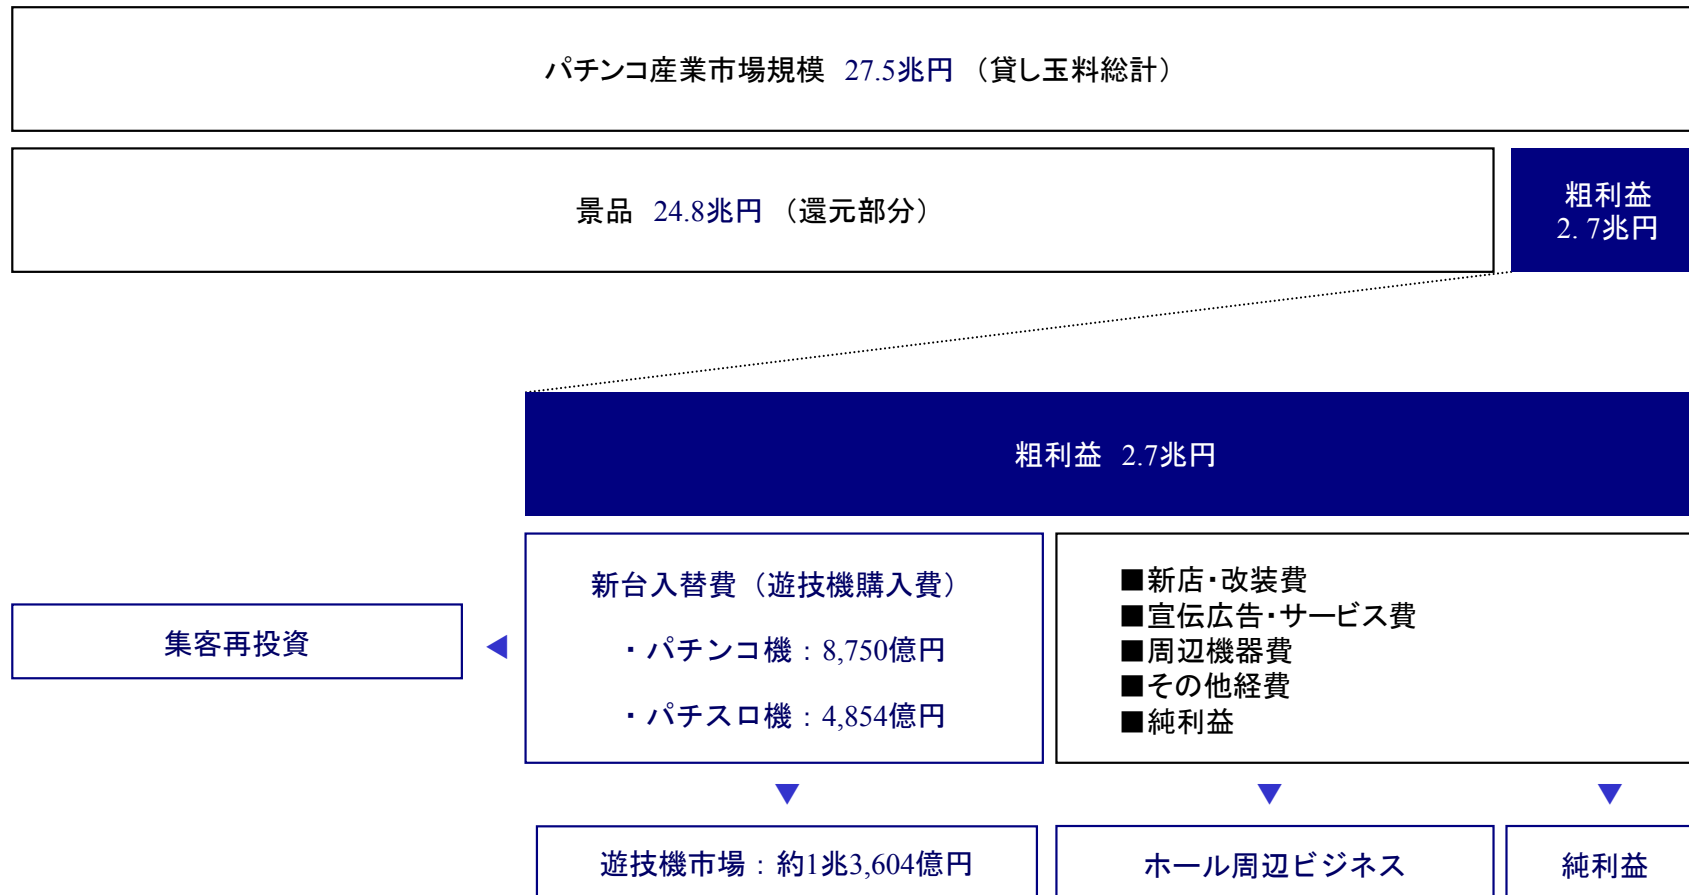 パチンコ産業市場規模 27.5兆円 （貸し玉料総計）
景品 24.8兆円 （還元部分）
粗利益
2. 7兆円
粗利益 2.7兆円
新台入替費（遊技機購入費）
・パチンコ機：8,750億円
・パチスロ機：4,854億円
■新店・改装費
■宣伝広告・サービス費
■周辺機器費
■その他経費
■純利益
集客再投資
遊技機市場：約1兆3,604億円
ホール周辺ビジネス
純利益